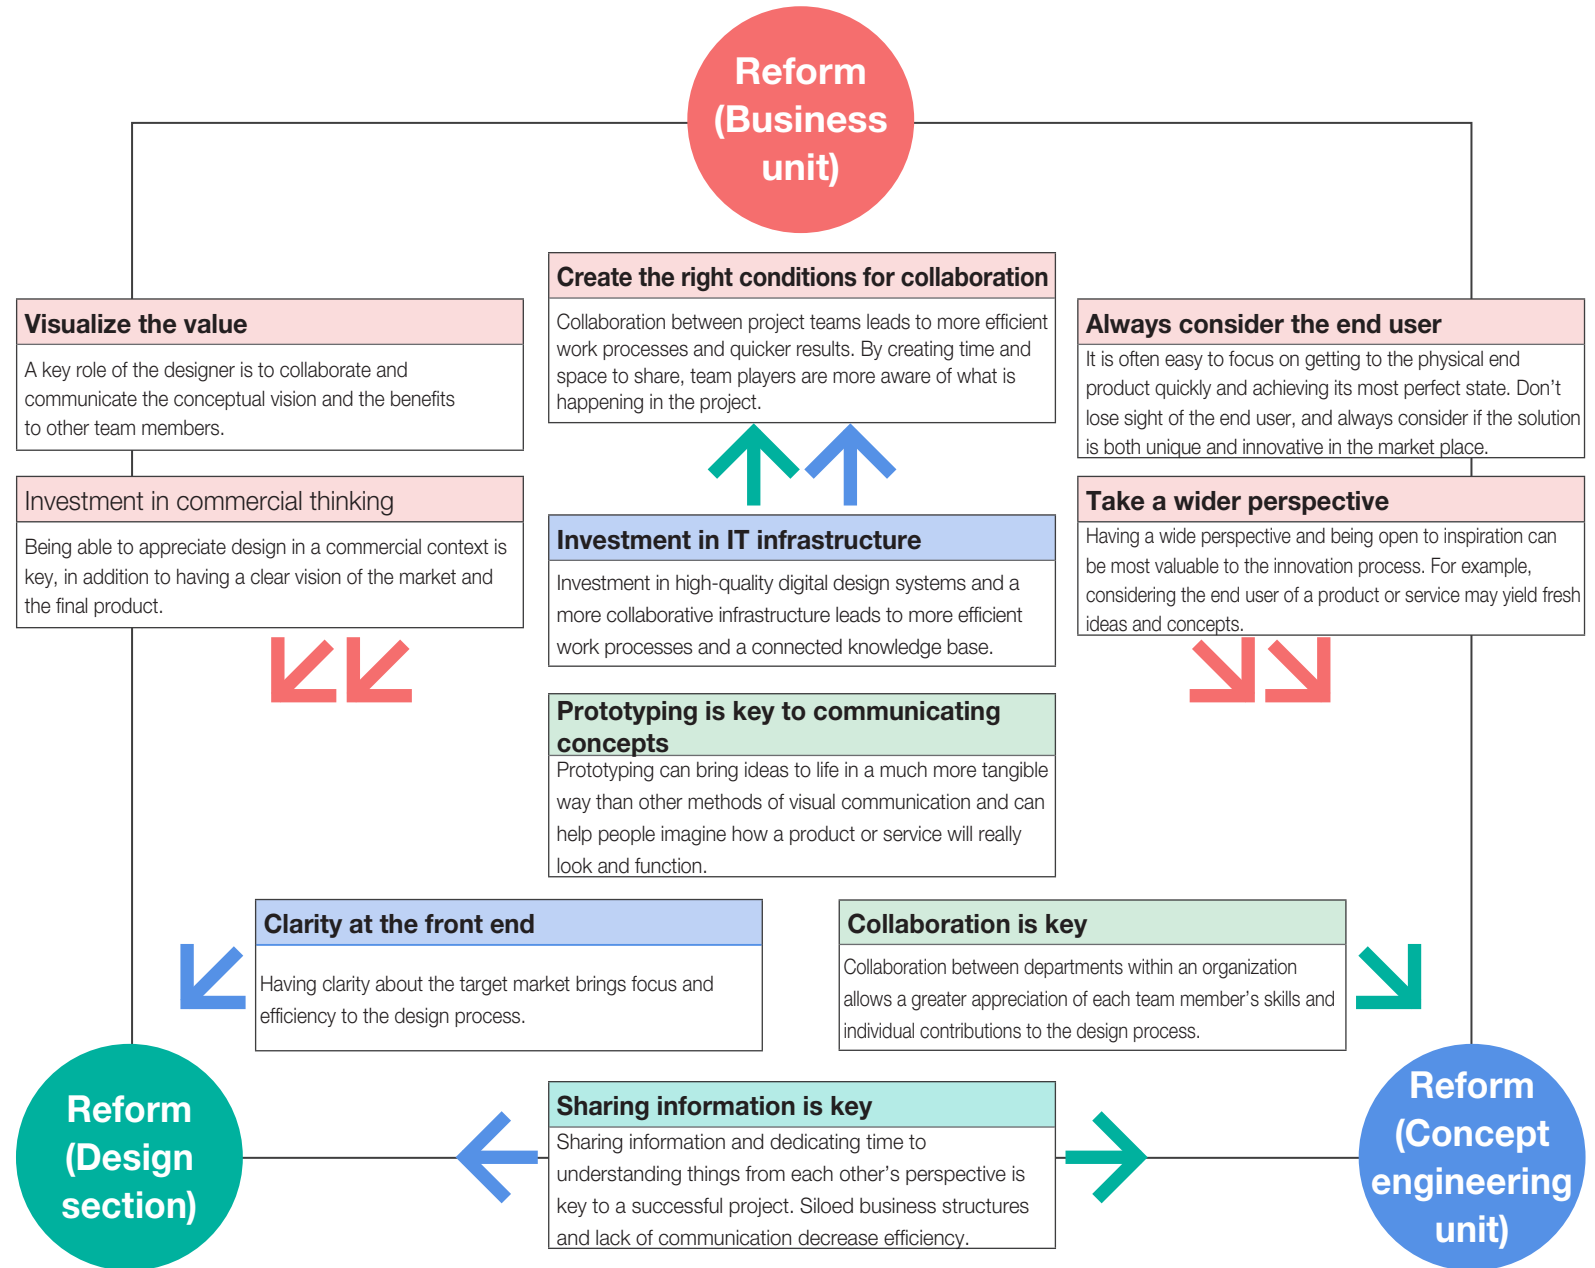 Reform
(Business
unit)
Create the right conditions for collaboration
Collaboration between project teams leads to more efficient
work processes and quicker results. By creating time and
space to share, team players are more aware of what is
happening in the project.
Visualize the value
A key role of the designer is to collaborate and
communicate the conceptual vision and the benefits
to other team members.
Always consider the end user
It is often easy to focus on getting to the physical end
product quickly and achieving its most perfect state. Don’t
lose sight of the end user, and always consider if the solution
is both unique and innovative in the market place.
Investment in commercial thinking
Being able to appreciate design in a commercial context is
key, in addition to having a clear vision of the market and
the final product.
Investment in IT infrastructure
Investment in high-quality digital design systems and a
more collaborative infrastructure leads to more efficient
work processes and a connected knowledge base.
Take a wider perspective
Having a wide perspective and being open to inspiration can
be most valuable to the innovation process. For example,
considering the end user of a product or service may yield fresh
ideas and concepts.
Prototyping is key to communicating
concepts
Prototyping can bring ideas to life in a much more tangible
way than other methods of visual communication and can
help people imagine how a product or service will really
look and function.
Clarity at the front end
Having clarity about the target market brings focus and
efficiency to the design process.
Collaboration is key
Collaboration between departments within an organization
allows a greater appreciation of each team member’s skills and
individual contributions to the design process.
Reform
(Design
section)
Sharing information is key
Sharing information and dedicating time to
understanding things from each other’s perspective is
key to a successful project. Siloed business structures
and lack of communication decrease efficiency.
Reform
(Concept
engineering
unit)